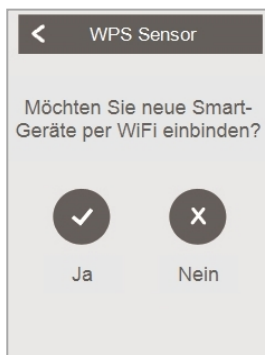 WPS Sensor
Möchten Sie neue Smart-
Geräte per WiFi einbinden?
Ja
Nein